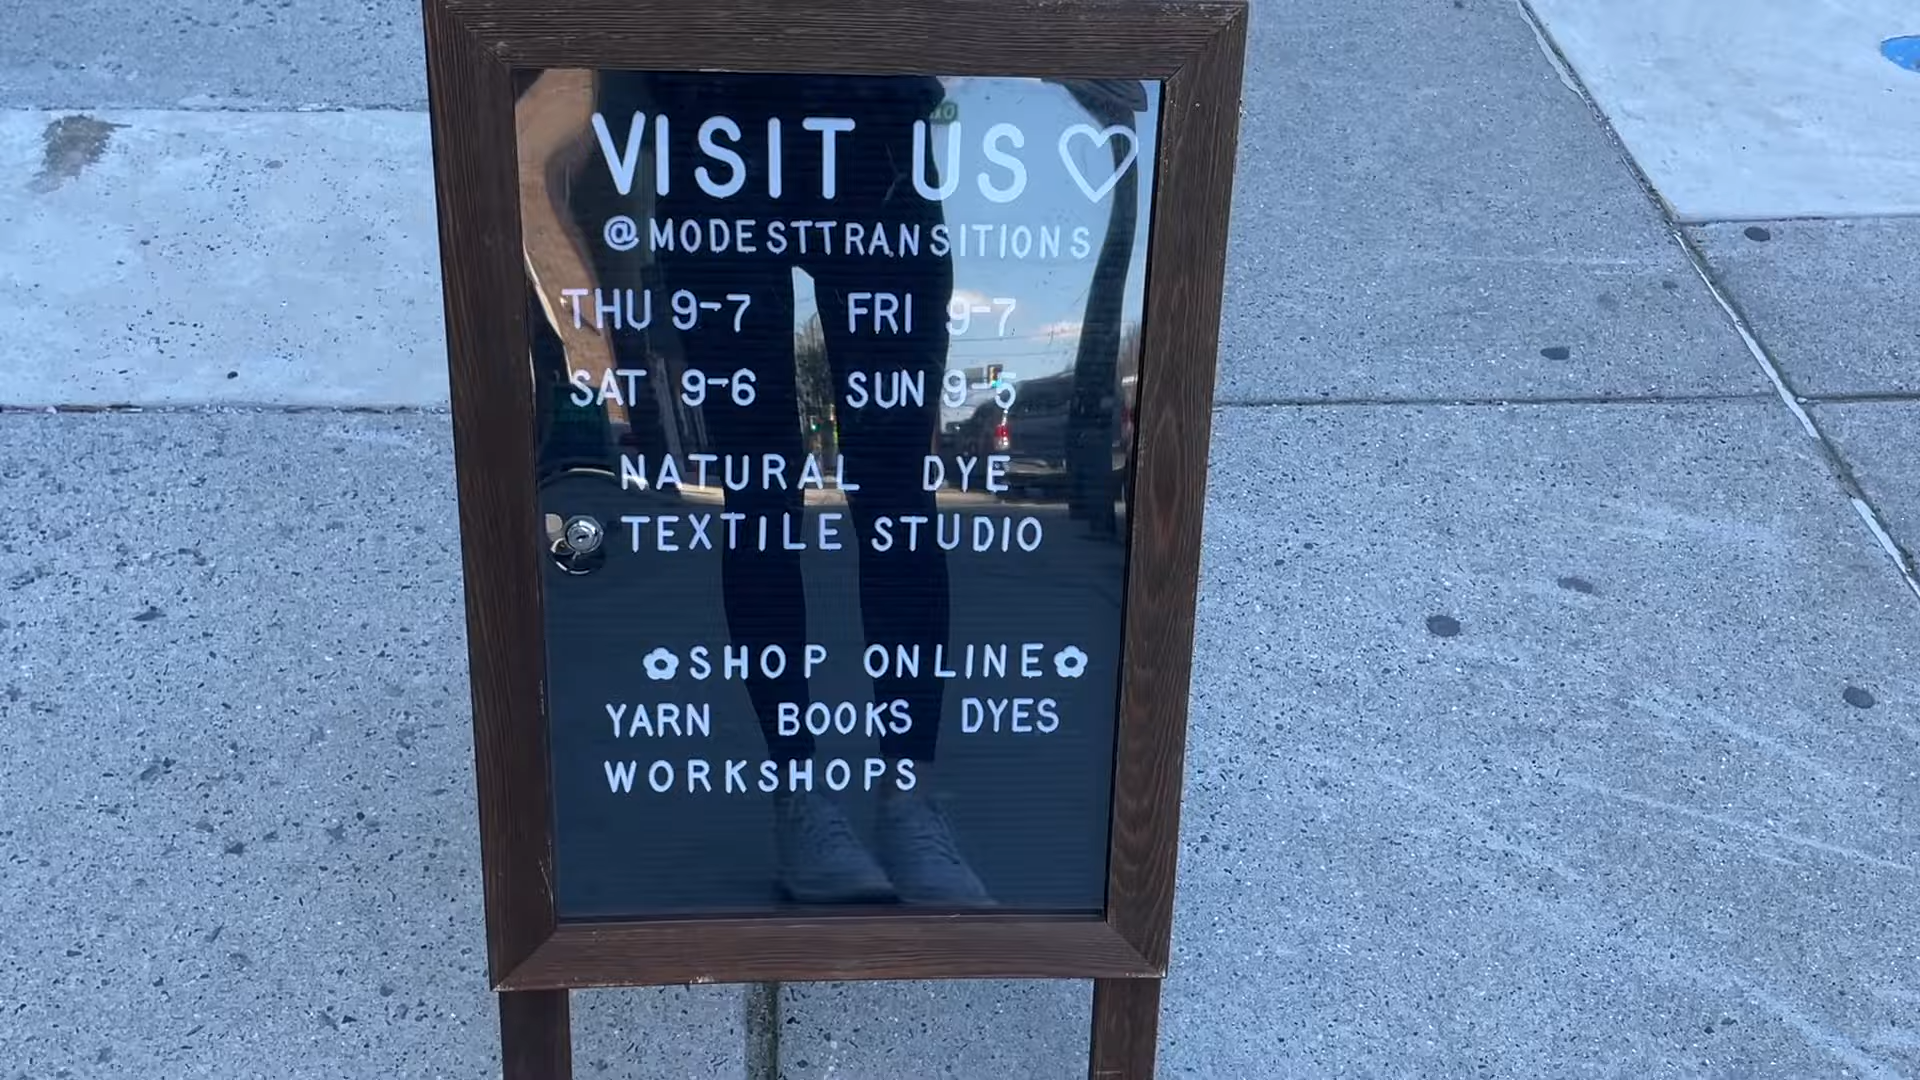 VISIT US ♡
@MODESTTRANSITIONS
THU 9-7 FRI 9-7
SAT 9-6 SUN 9-5
NATURAL DYE
TEXTILE STUDIO
✿SHOP ONLINE✿
YARN BOOKS DYES
WORKSHOPS